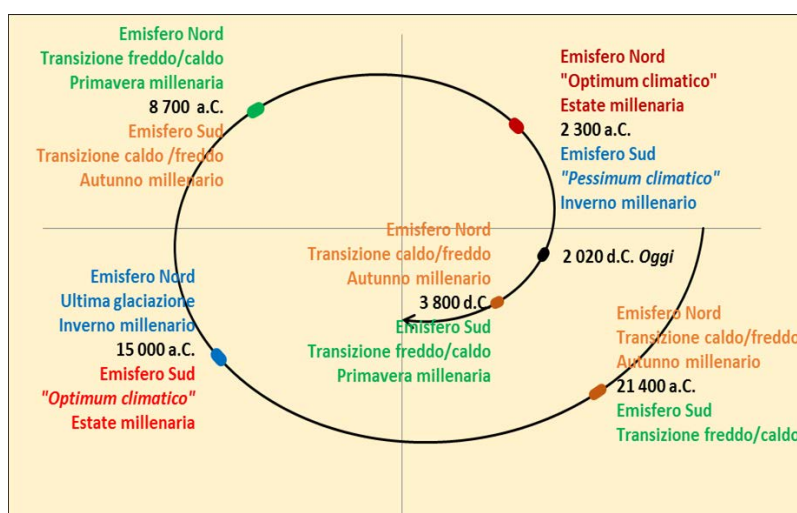 Emisfero Nord
Transizione freddo/caldo
Primavera millenaria
8 700 a.C.
Emisfero Sud
Transizione caldo /freddo
Autunno millenario
Emisfero Nord
"Optimum climatico"
Estate millenaria
2 300 a.C.
Emisfero Sud
"Pessimum climatico"
Inverno millenario
Emisfero Nord
Transizione caldo/freddo
Autunno millenario
3 800 d.C
Emisfero Sud
Transizione freddo/caldo
Primavera millenaria
2 020 d.C. Oggi
Emisfero Nord
Ultima glaciazione
Inverno millenario
15 000 a.C.
Emisfero Sud
"Optimum climatico"
Estate millenaria
Emisfero Nord
Transizione caldo/freddo
Autunno millenario
21 400 a.C.
Emisfero Sud
Transizione freddo/caldo